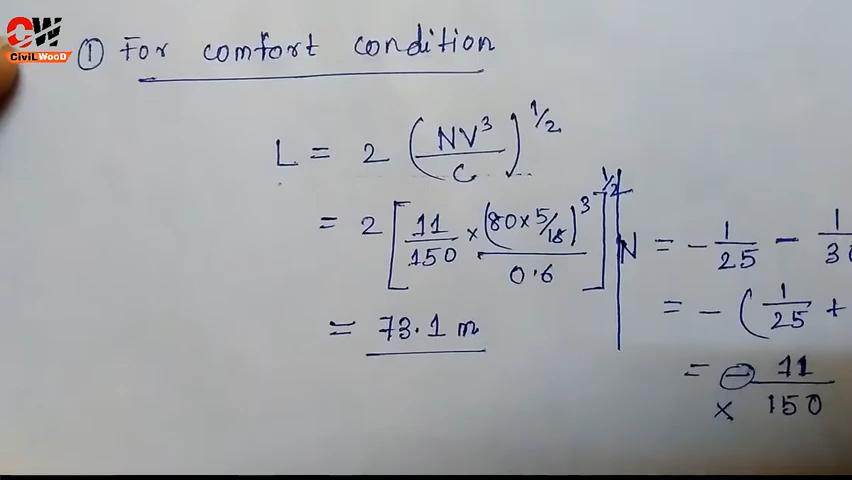 CW
CIVIL WOOD
① For comfort condition
L = 2 (NV³/C)^1/2
= 2 [11/150 × (80×5/18)³/0.6]^1/2
= 73.1 m
N = -1/25 - 1/30
= -(1/25 +
= ⊖ 11/150
×